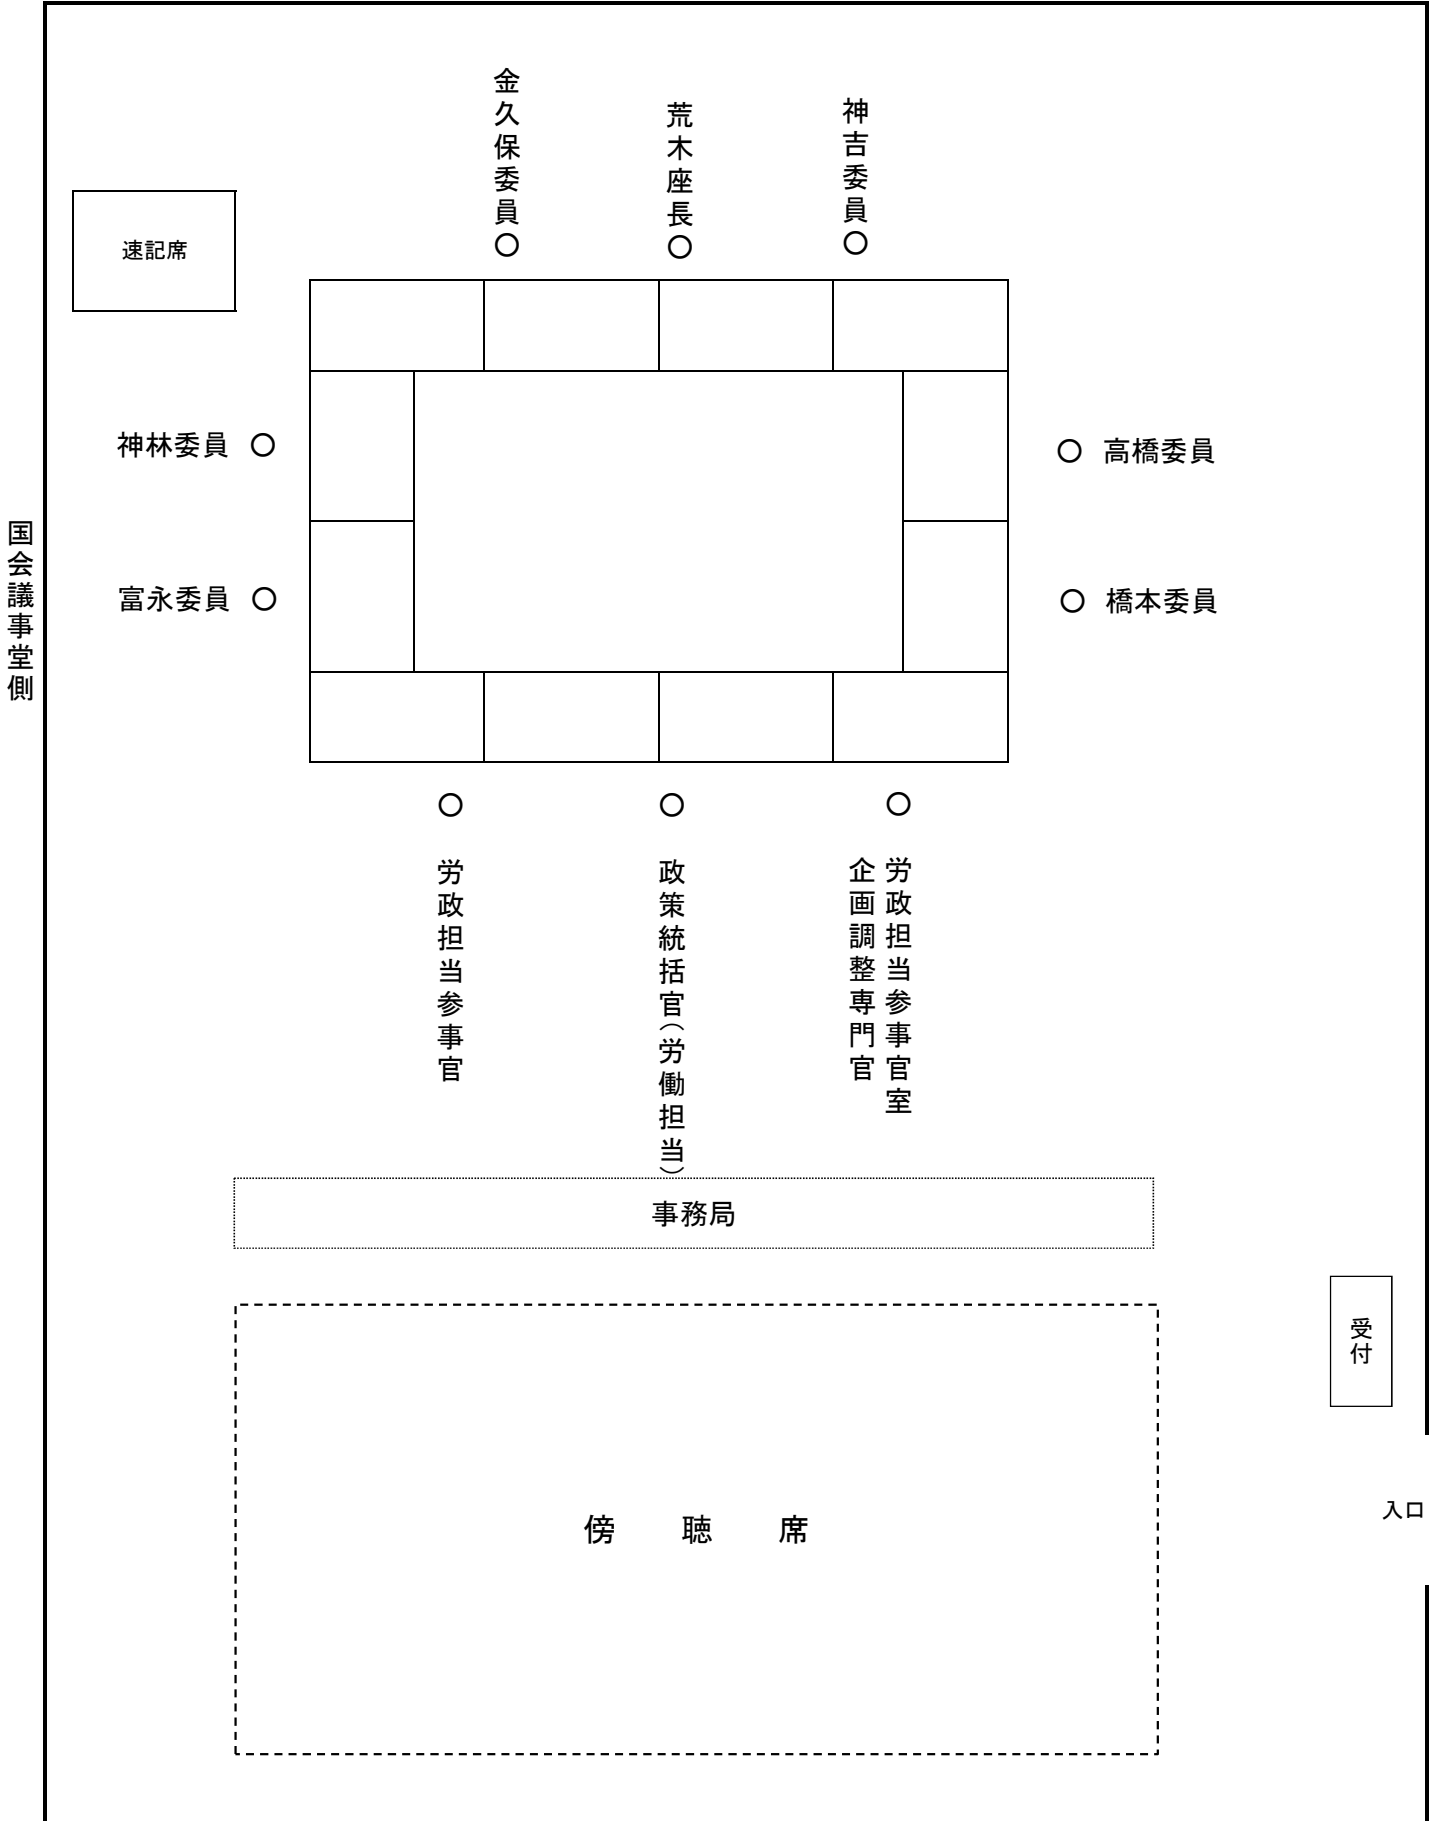 金久保委員○
荒木座長○
神吉委員○
速記席
神林委員 ○
○ 高橋委員
国会議事堂側
富永委員 ○
○ 橋本委員
○ 労政担当参事官
○ 政策統括官(労働担当)
○ 労政担当参事官室
企画調整専門官
事務局
受付
入口
傍 聴 席